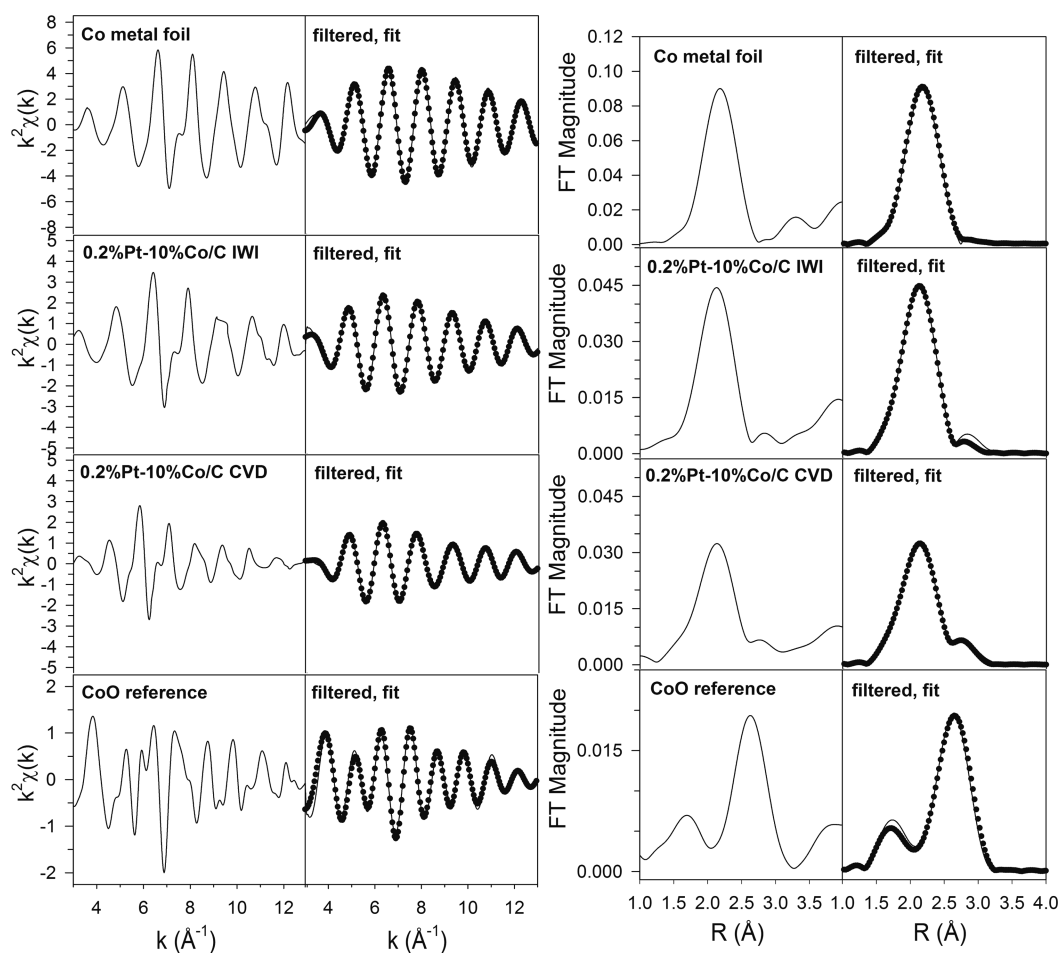 Co metal foil
filtered, fit
k²χ(k)
8
6
4
2
0
-2
-4
-6
-8
0.2%Pt-10%Co/C IWI
filtered, fit
k²χ(k)
5
4
3
2
1
0
-1
-2
-3
-4
-5
0.2%Pt-10%Co/C CVD
filtered, fit
k²χ(k)
5
4
3
2
1
0
-1
-2
-3
-4
-5
CoO reference
filtered, fit
k²χ(k)
2
1
0
-1
-2
4 6 8 10 12 4 6 8 10 12
k (Å⁻¹) k (Å⁻¹)
Co metal foil
filtered, fit
FT Magnitude
0.12
0.10
0.08
0.06
0.04
0.02
0.00
0.2%Pt-10%Co/C IWI
filtered, fit
FT Magnitude
0.045
0.030
0.015
0.000
0.2%Pt-10%Co/C CVD
filtered, fit
FT Magnitude
0.045
0.030
0.015
0.000
CoO reference
filtered, fit
FT Magnitude
0.015
0.000
1.0 1.5 2.0 2.5 3.0 3.5 1.0 1.5 2.0 2.5 3.0 3.5 4.0
R (Å) R (Å)